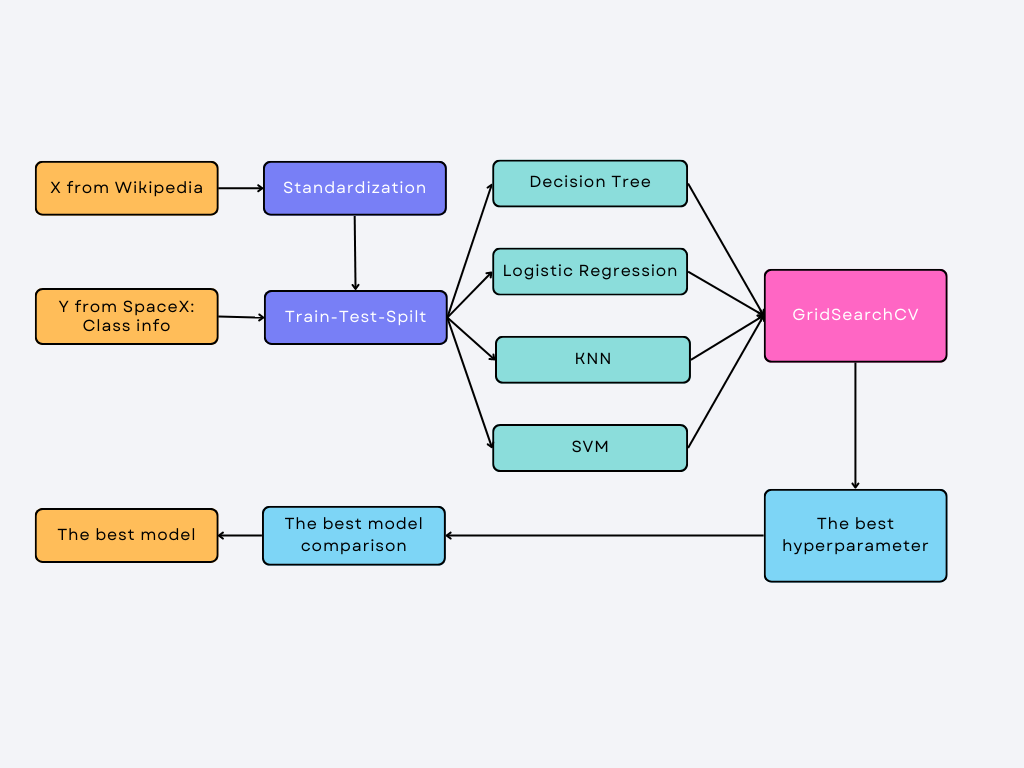 X from Wikipedia
Standardization
Decision Tree
Logistic Regression
Y from SpaceX:
Class info
Train-Test-Spilt
GridSearchCV
KNN
SVM
The best model
The best model
comparison
The best
hyperparameter